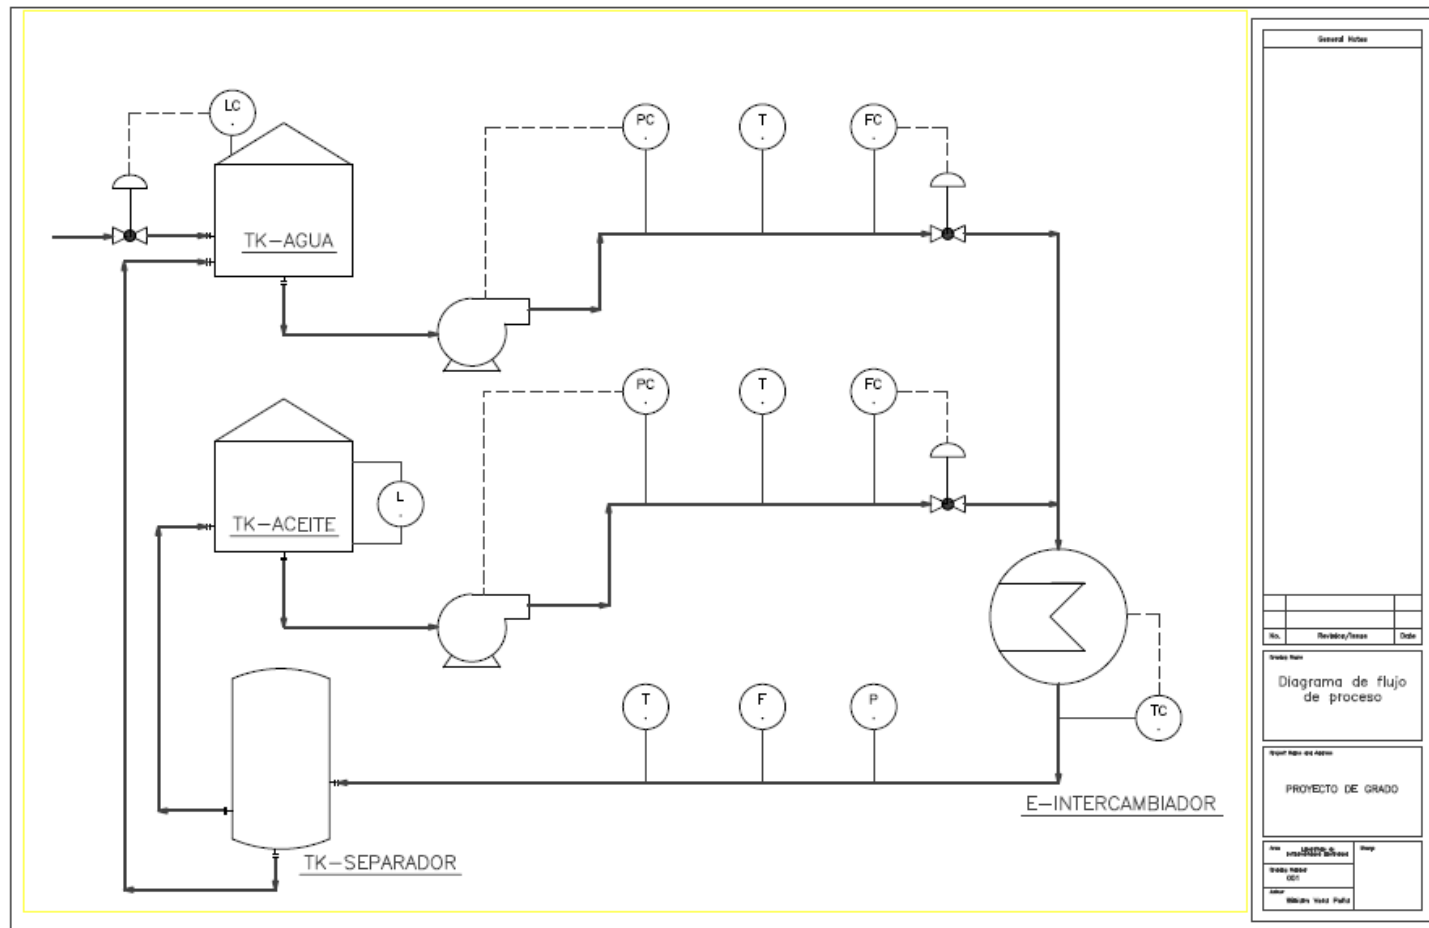 LC
PC
T
FC
TK-AGUA
PC
T
FC
L
TK-ACEITE
T
F
P
TC
E-INTERCAMBIADOR
TK-SEPARADOR
General Notes
No.
Revision/Issue
Date
Diagrama de flujo
de proceso
PROYECTO DE GRADO
001